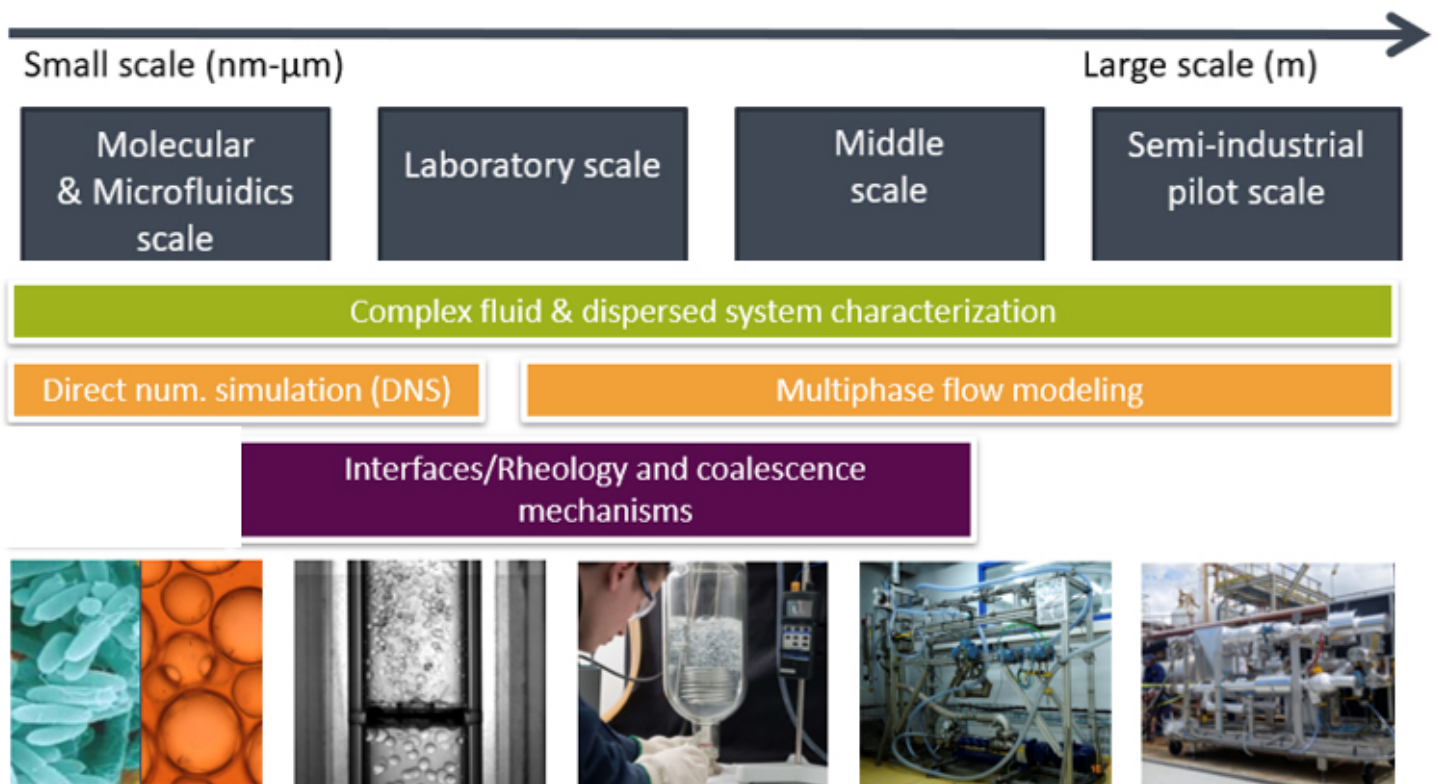 Small scale (nm-µm)
Large scale (m)
Molecular
& Microfluidics
scale
Laboratory scale
Middle
scale
Semi-industrial
pilot scale
Complex fluid & dispersed system characterization
Direct num. simulation (DNS)
Multiphase flow modeling
Interfaces/Rheology and coalescence
mechanisms